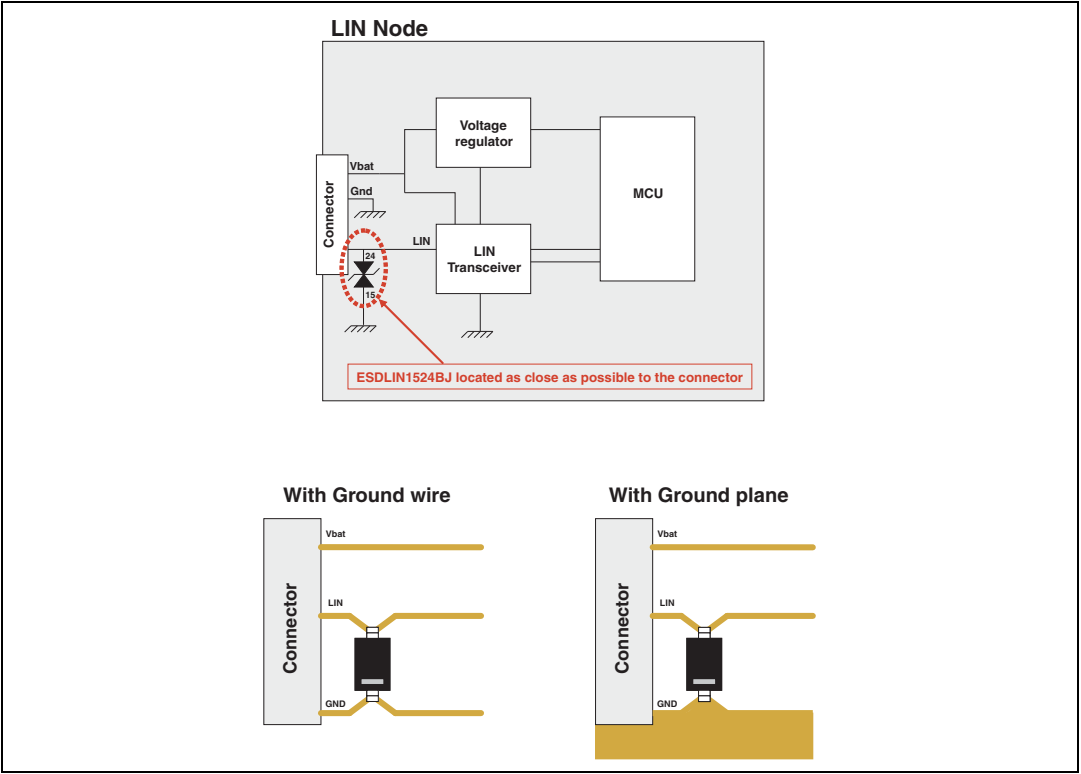 LIN Node
Voltage
regulator
MCU
Connector
Vbat
Gnd
LIN
24
15
LIN
Transceiver
ESDLIN1524BJ located as close as possible to the connector
With Ground wire
Connector
Vbat
LIN
GND
With Ground plane
Connector
Vbat
LIN
GND